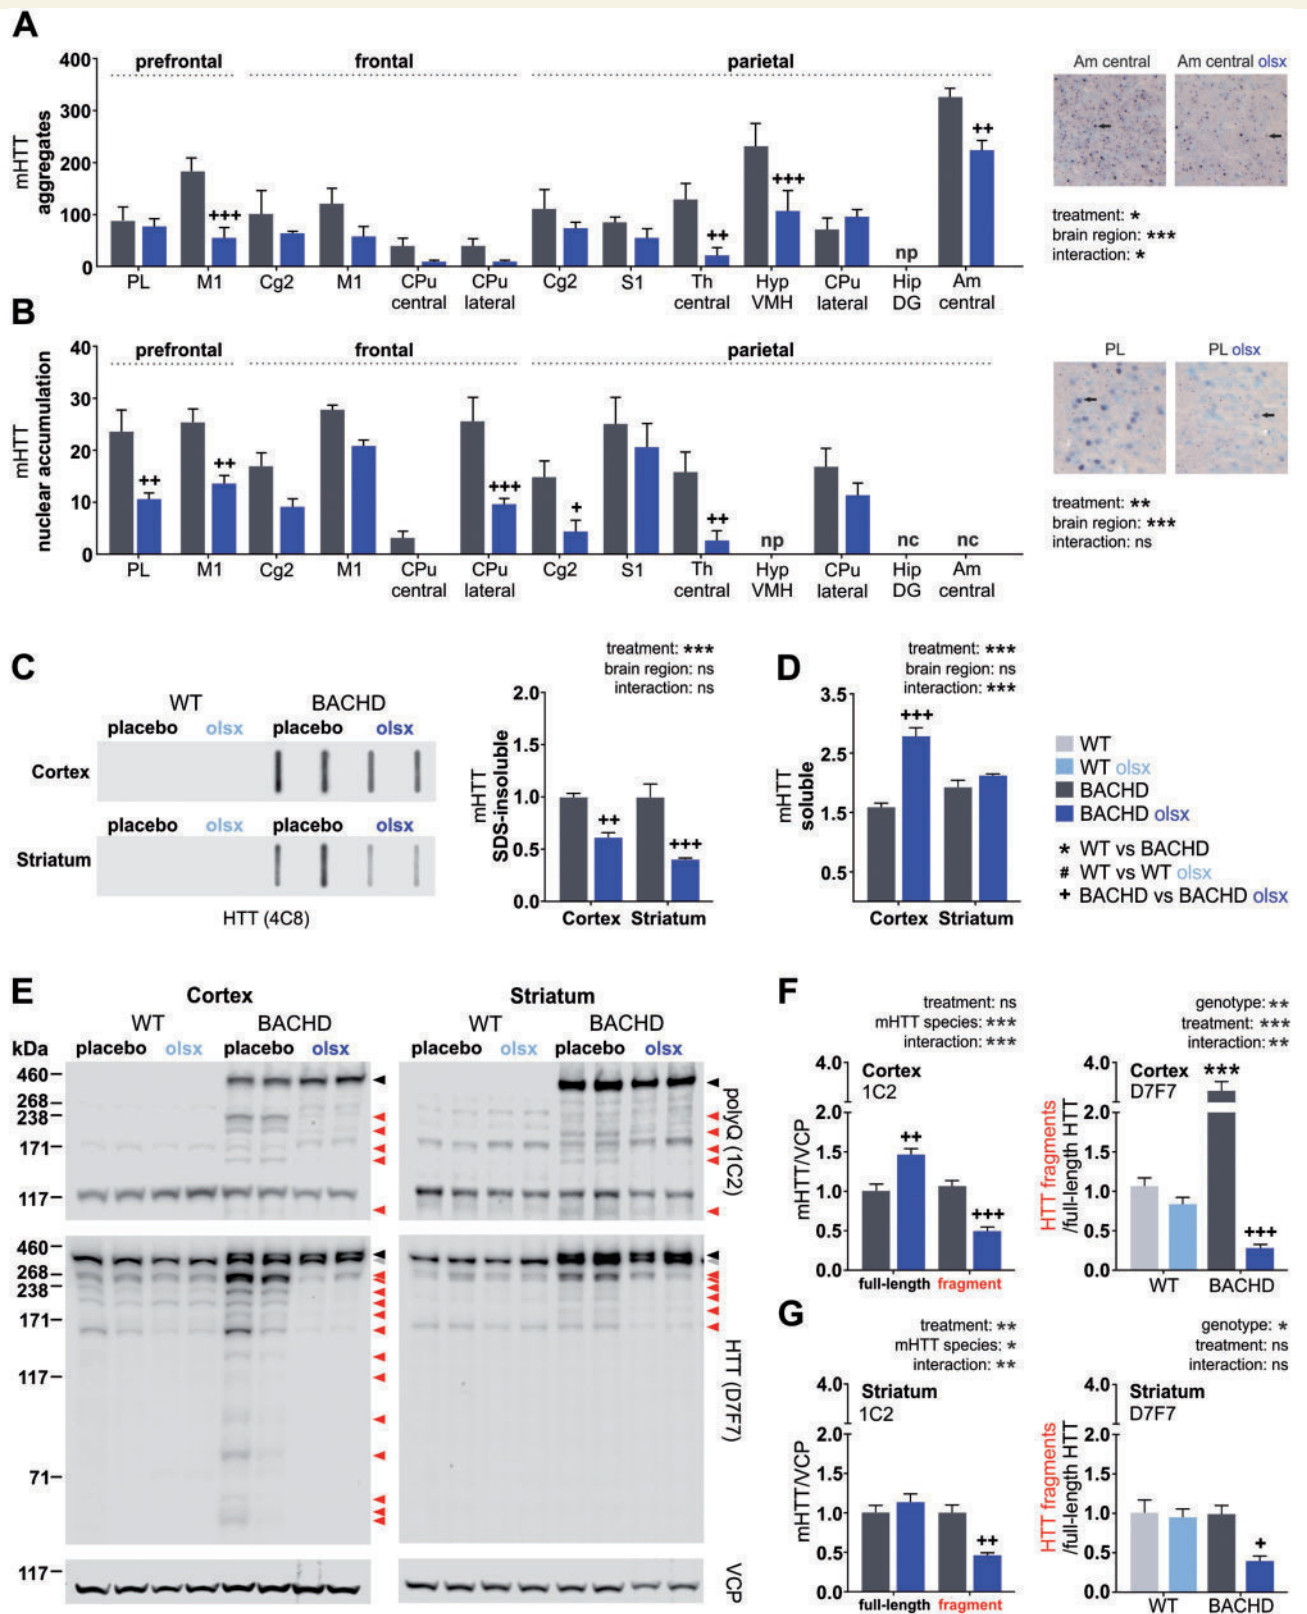 A
400
300
200
100
0
mHTT
aggregates
prefrontal
frontal
parietal
+++
++
+++
np
++
PL
M1
Cg2
M1
CPu
central
CPu
lateral
Cg2
S1
Th
central
Hyp
VMH
CPu
lateral
Hip
DG
Am
central
Am central
Am central olsx
treatment: *
brain region: ***
interaction: *
B
40
30
20
10
0
mHTT
nuclear accumulation
prefrontal
frontal
parietal
++
++
+++
+
++
np
nc
nc
PL
M1
Cg2
M1
CPu
central
CPu
lateral
Cg2
S1
Th
central
Hyp
VMH
CPu
lateral
Hip
DG
Am
central
PL
PL olsx
treatment: **
brain region: ***
interaction: ns
C
WT
BACHD
placebo olsx placebo olsx
Cortex
placebo olsx placebo olsx
Striatum
HTT (4C8)
treatment: ***
brain region: ns
interaction: ns
2.0
1.5
1.0
0.5
0.0
mHTT
SDS-insoluble
++
+++
Cortex Striatum
D
treatment: ***
brain region: ns
interaction: ***
3.5
2.5
1.5
0.5
mHTT
soluble
+++
Cortex Striatum
WT
WT olsx
BACHD
BACHD olsx
* WT vs BACHD
# WT vs WT olsx
+ BACHD vs BACHD olsx
E
Cortex
Striatum
WT
BACHD
WT
BACHD
kDa
placebo olsx placebo olsx
placebo olsx placebo olsx
460
268
238
171
117
polyQ (1C2)
460
268
238
171
117
71
HTT (D7F7)
117
VCP
F
treatment: ns
mHTT species: ***
interaction: ***
4.0
2.0
1.5
1.0
0.5
0.0
mHTT/VCP
Cortex
1C2
++
+++
full-length fragment
genotype: **
treatment: ***
interaction: **
4.0
2.0
1.5
1.0
0.5
0.0
HTT fragments
/full-length HTT
Cortex
D7F7
***
+++
WT BACHD
G
treatment: **
mHTT species: *
interaction: **
4.0
2.0
1.5
1.0
0.5
0.0
mHTT/VCP
Striatum
1C2
++
full-length fragment
genotype: *
treatment: ns
interaction: ns
4.0
2.0
1.5
1.0
0.5
0.0
HTT fragments
/full-length HTT
Striatum
D7F7
+
WT BACHD